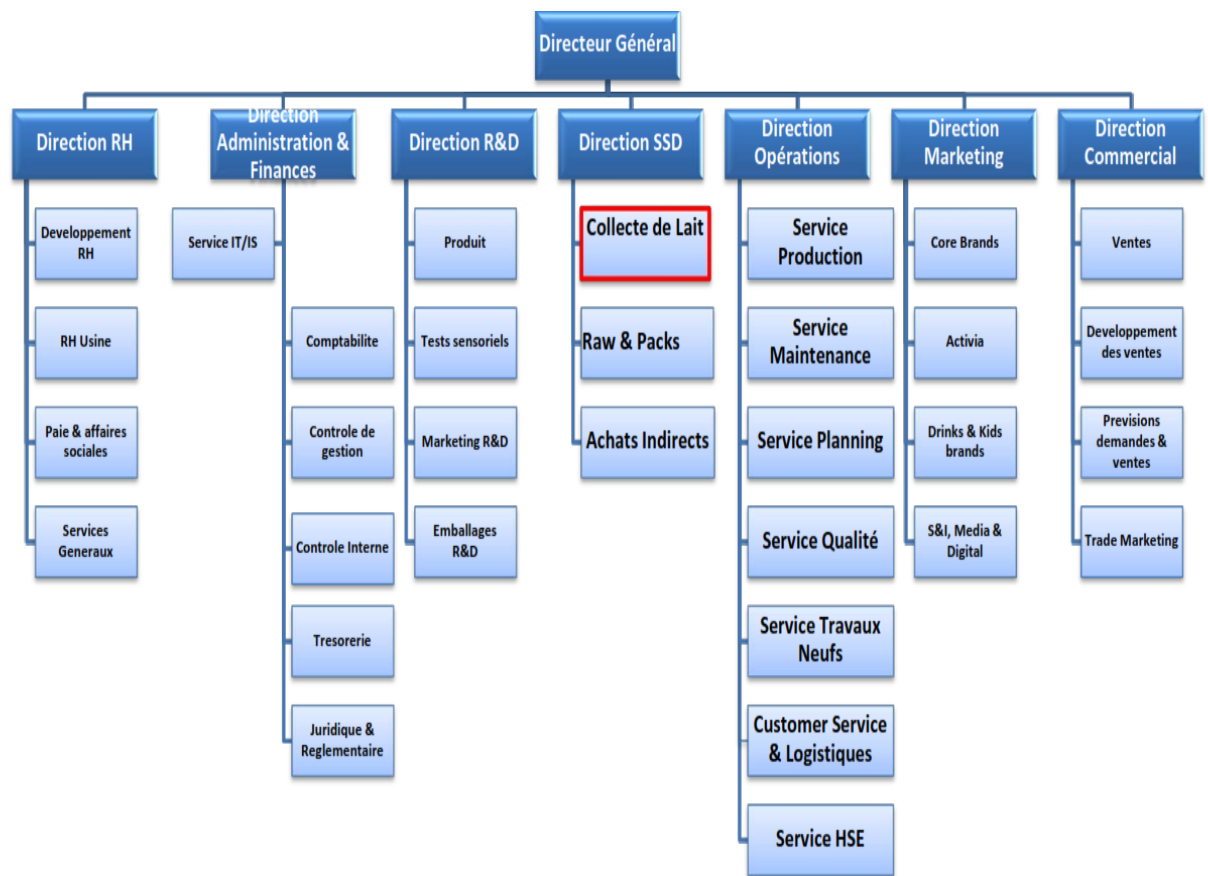 Directeur Général
Direction RH
Direction
Administration &
Finances
Direction R&D
Direction SSD
Direction
Opérations
Direction
Marketing
Direction
Commercial
Developpement
RH
RH Usine
Paie & affaires
sociales
Services
Generaux
Service IT/IS
Comptabilite
Controle de
gestion
Controle Interne
Tresorerie
Juridique &
Reglementaire
Produit
Tests sensoriels
Marketing R&D
Emballages
R&D
Collecte de Lait
Raw & Packs
Achats Indirects
Service
Production
Service
Maintenance
Service Planning
Service Qualité
Service Travaux
Neufs
Customer Service
& Logistiques
Service HSE
Core Brands
Activia
Drinks & Kids
brands
S&I, Media &
Digital
Ventes
Developpement
des ventes
Previsions
demandes &
ventes
Trade Marketing